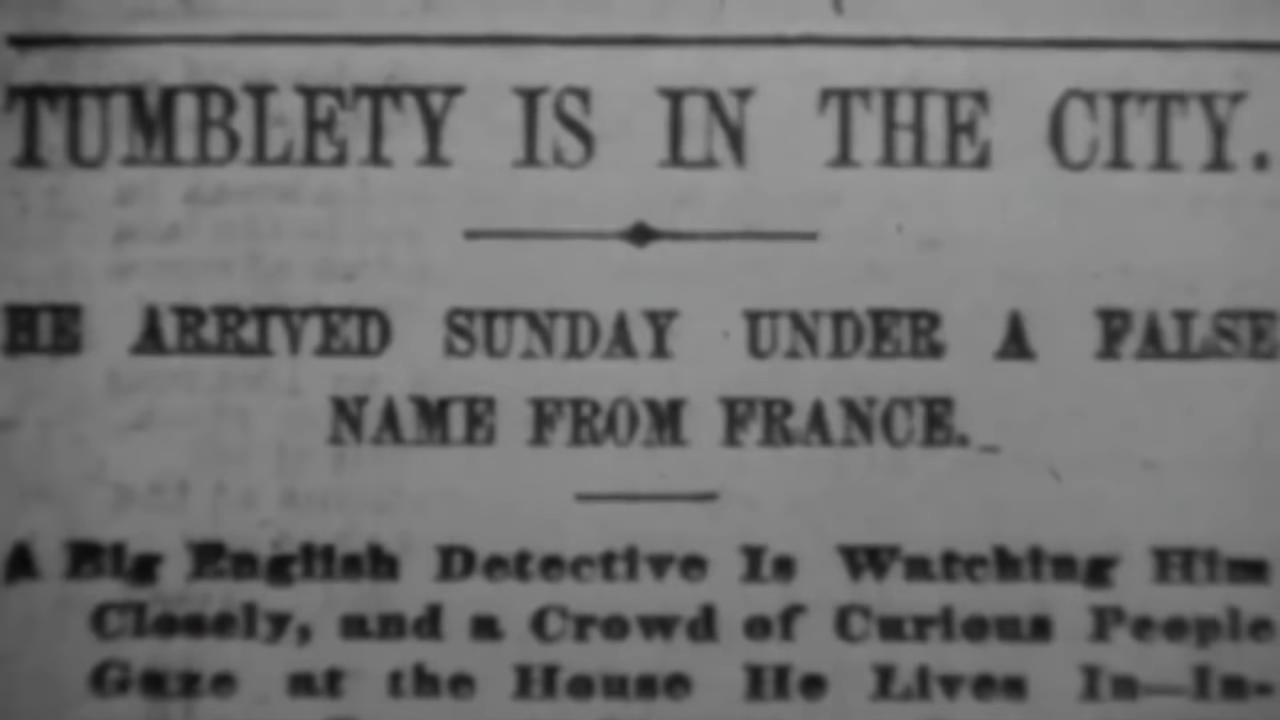 TUMBLETY IS IN THE CITY.
HE ARRIVED SUNDAY UNDER A FALSE
NAME FROM FRANCE.
A Big English Detective Is Watching Him
Closely, and a Crowd of Curious People
Gaze at the House He Lives In—In-